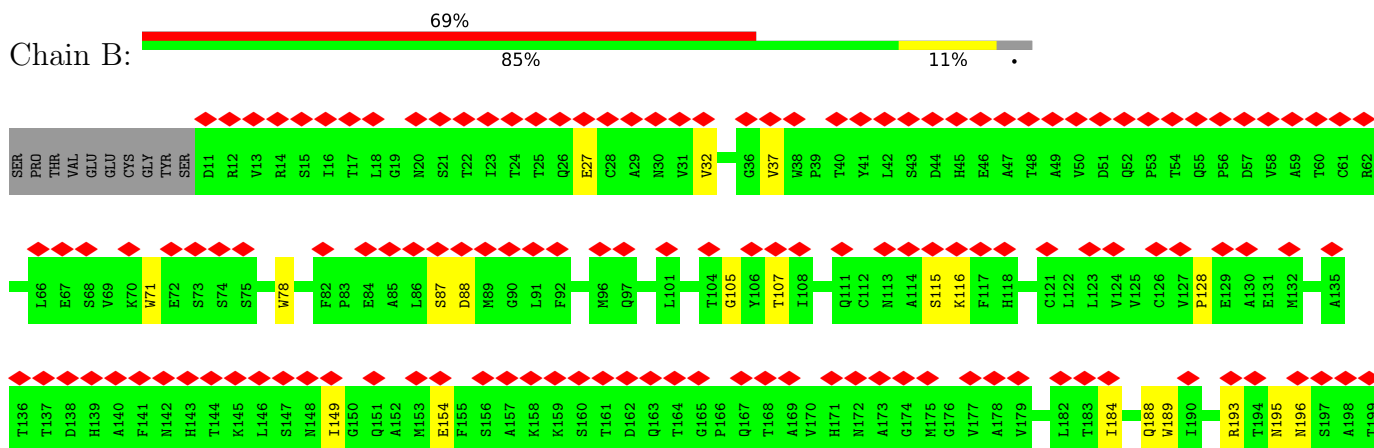 69%
Chain B:
85% 11% •
SER PRO THR VAL GLU GLU CYS GLY TYR SER D11 R12 V13 R14 S15 I16 T17 L18 G19 N20 S21 T22 I23 T24 T25 Q26 E27 C28 A29 N30 V31 V32 G36 V37 W38 P39 T40 Y41 L42 S43 D44 H45 E46 A47 T48 A49 V50 D51 Q52 P53 T54 Q55 P56 D57 V58 A59 T60 C61 R62
L66 E67 S68 V69 K70 W71 E72 S73 S74 S75 W78 F82 P83 E84 A85 L86 S87 D88 M89 G90 L91 F92 M96 Q97 L101 T104 G105 Y106 T107 I108 Q111 C112 N113 A114 S115 K116 F117 H118 C121 L122 L123 V124 V125 C126 V127 P128 E129 A130 E131 M132 A135
T136 T137 D138 H139 A140 F141 N142 H143 T144 K145 L146 S147 N148 I149 G150 Q151 A152 M153 E154 F155 S156 A157 K158 K159 S160 T161 D162 Q163 T164 G165 P166 Q167 T168 A169 V170 H171 N172 A173 G174 M175 G176 V177 A178 V179 L182 T183 I184 Q188 W189 I190 R193 T194 N195 N196 S197 A198 T199